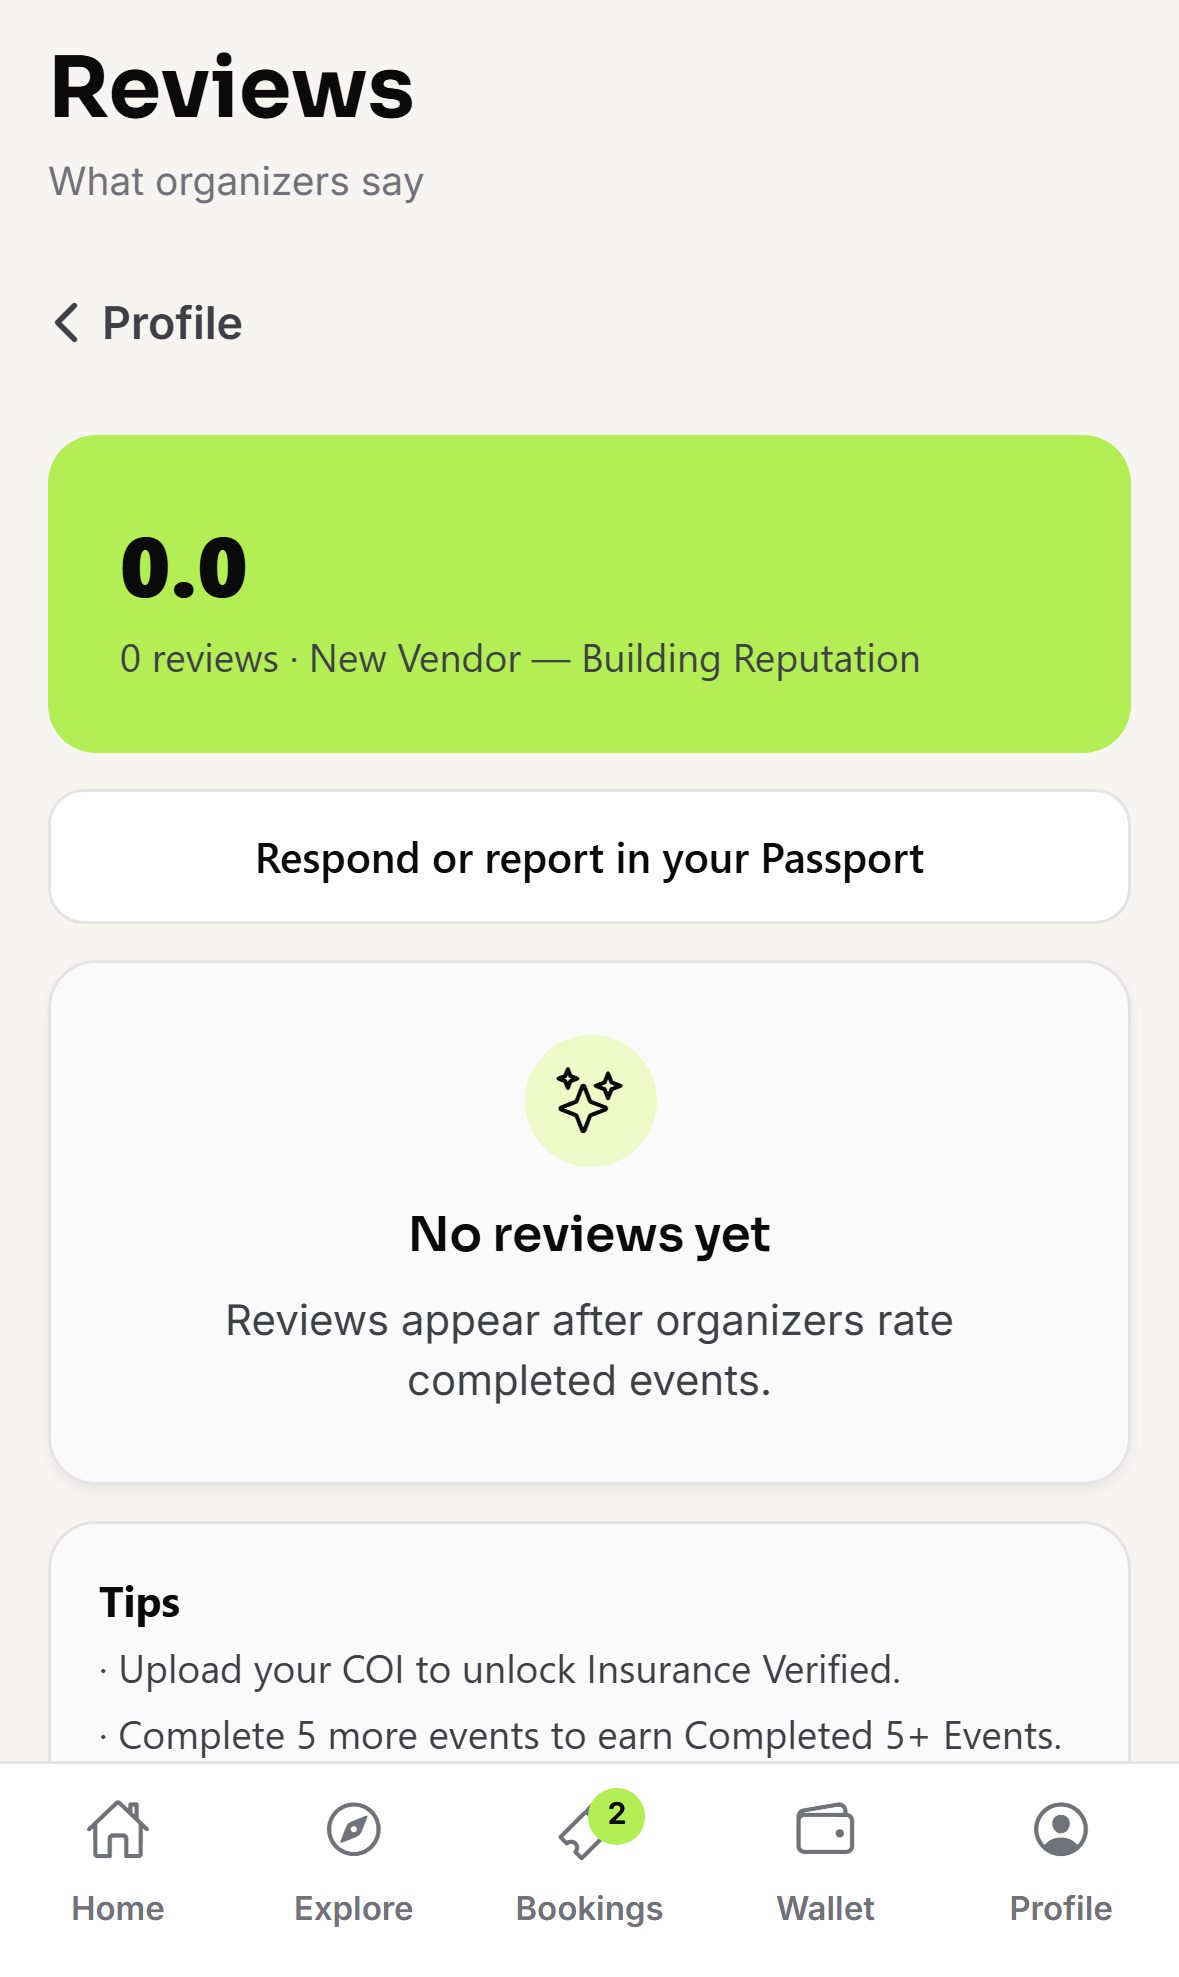 Reviews
What organizers say
Profile
0.0
0 reviews · New Vendor — Building Reputation
Respond or report in your Passport
No reviews yet
Reviews appear after organizers rate
completed events.
Tips
· Upload your COI to unlock Insurance Verified.
· Complete 5 more events to earn Completed 5+ Events.
2
Home
Explore
Bookings
Wallet
Profile